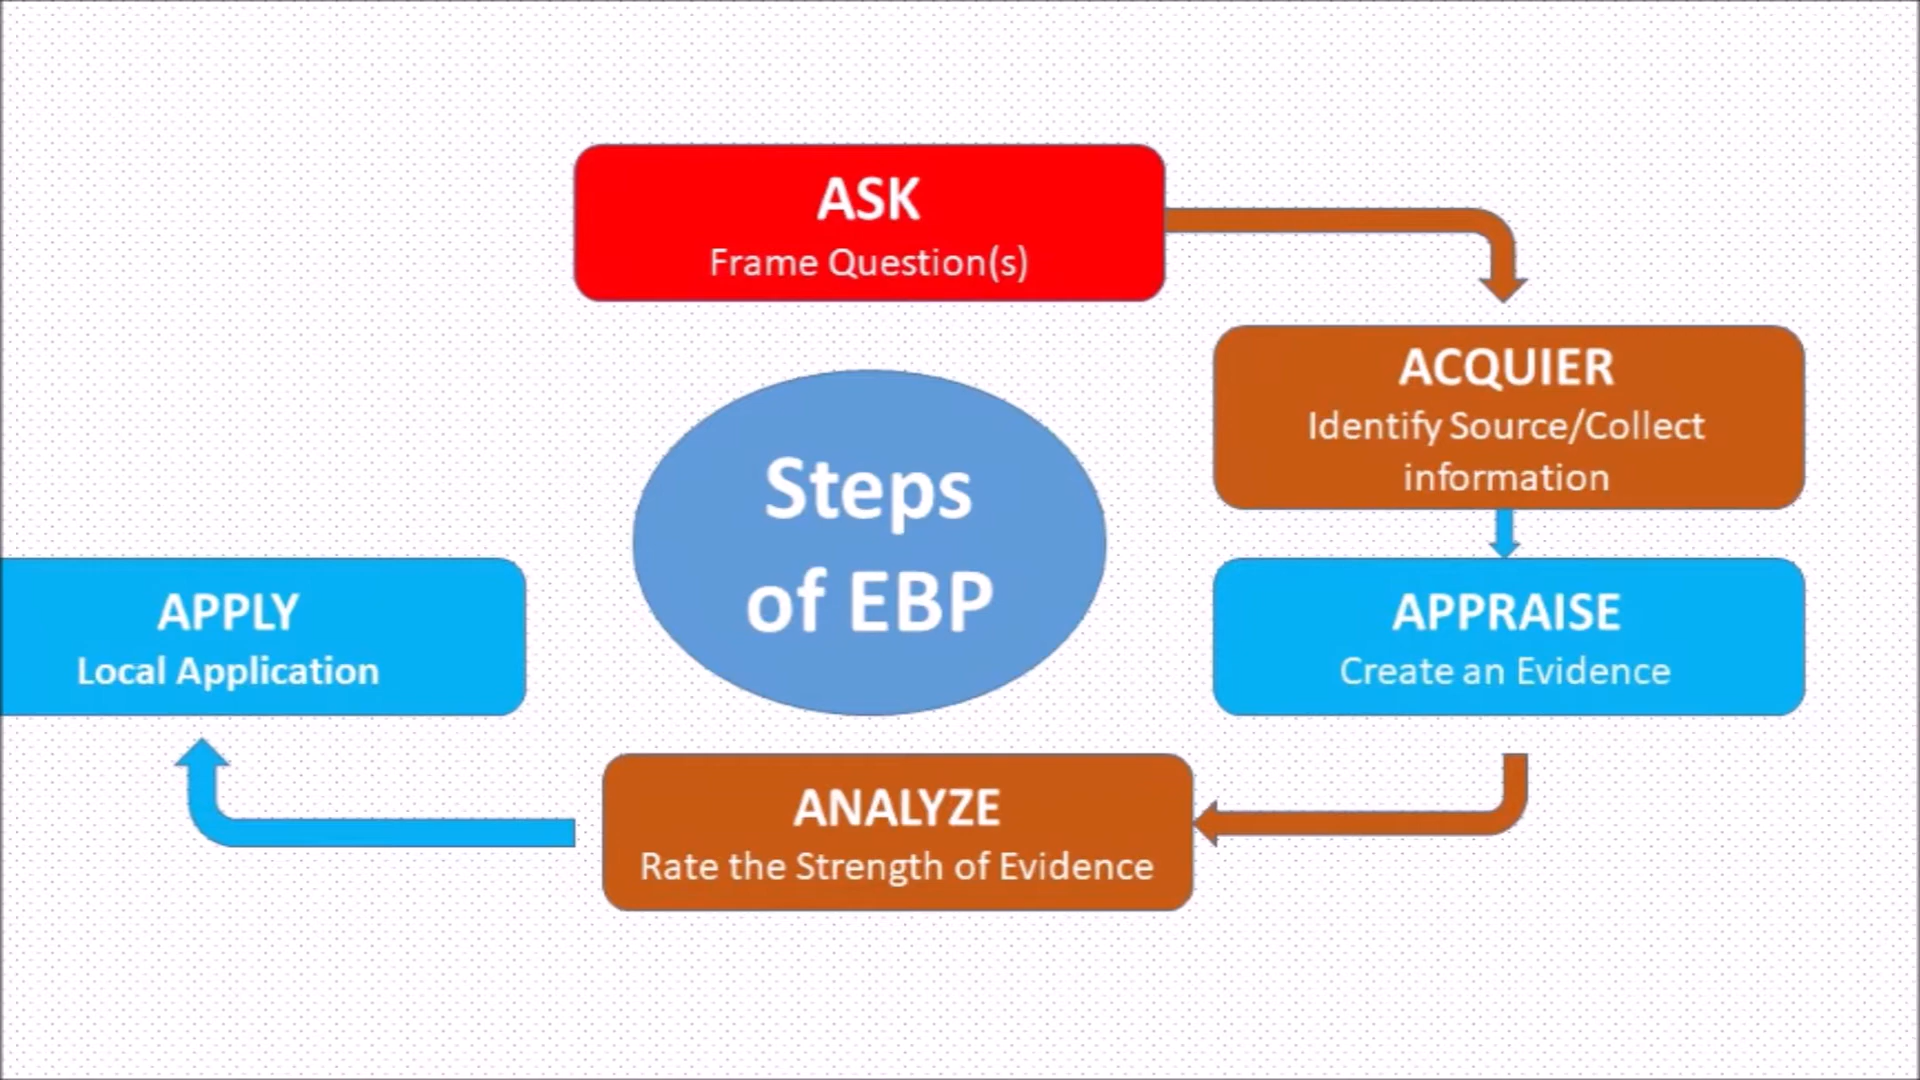 ASK
Frame Question(s)
ACQUIER
Identify Source/Collect
information
Steps
of EBP
APPLY
Local Application
APPRAISE
Create an Evidence
ANALYZE
Rate the Strength of Evidence